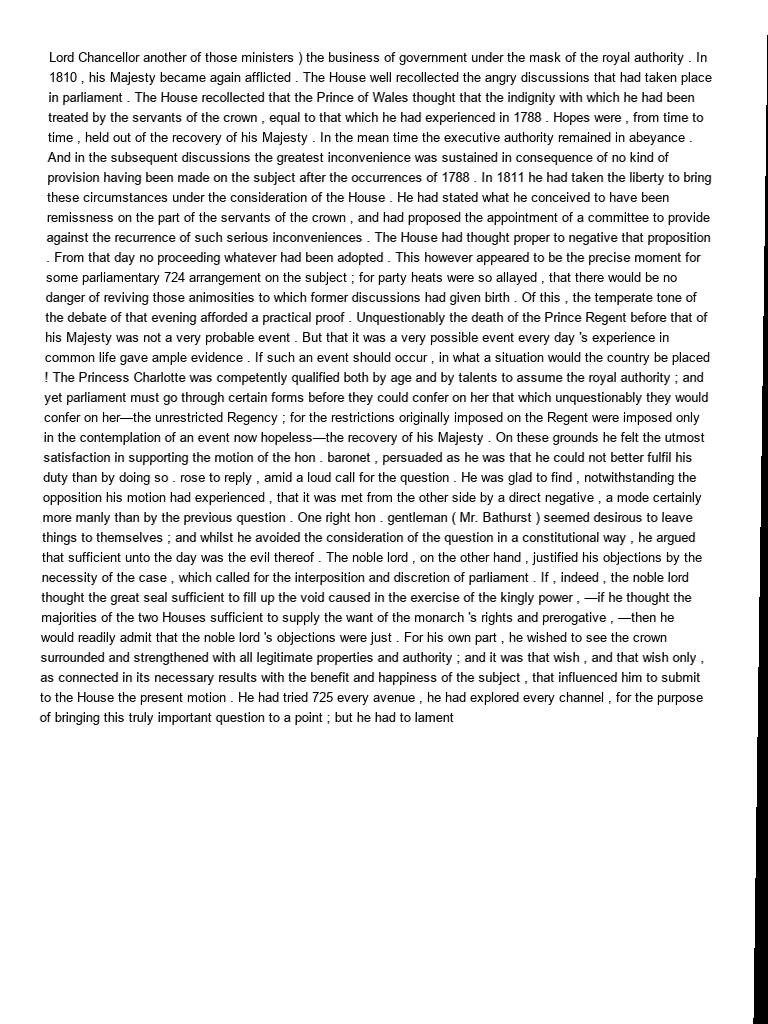 Lord Chancellor another of those ministers ) the business of government under the mask of the royal authority . In
1810 , his Majesty became again afflicted . The House well recollected the angry discussions that had taken place
in parliament . The House recollected that the Prince of Wales thought that the indignity with which he had been
treated by the servants of the crown , equal to that which he had experienced in 1788 . Hopes were , from time to
time , held out of the recovery of his Majesty . In the mean time the executive authority remained in abeyance .
And in the subsequent discussions the greatest inconvenience was sustained in consequence of no kind of
provision having been made on the subject after the occurrences of 1788 . In 1811 he had taken the liberty to bring
these circumstances under the consideration of the House . He had stated what he conceived to have been
remissness on the part of the servants of the crown , and had proposed the appointment of a committee to provide
against the recurrence of such serious inconveniences . The House had thought proper to negative that proposition
. From that day no proceeding whatever had been adopted . This however appeared to be the precise moment for
some parliamentary 724 arrangement on the subject ; for party heats were so allayed , that there would be no
danger of reviving those animosities to which former discussions had given birth . Of this , the temperate tone of
the debate of that evening afforded a practical proof . Unquestionably the death of the Prince Regent before that of
his Majesty was not a very probable event . But that it was a very possible event every day 's experience in
common life gave ample evidence . If such an event should occur , in what a situation would the country be placed
! The Princess Charlotte was competently qualified both by age and by talents to assume the royal authority ; and
yet parliament must go through certain forms before they could confer on her that which unquestionably they would
confer on her—the unrestricted Regency ; for the restrictions originally imposed on the Regent were imposed only
in the contemplation of an event now hopeless—the recovery of his Majesty . On these grounds he felt the utmost
satisfaction in supporting the motion of the hon . baronet , persuaded as he was that he could not better fulfil his
duty than by doing so . rose to reply , amid a loud call for the question . He was glad to find , notwithstanding the
opposition his motion had experienced , that it was met from the other side by a direct negative , a mode certainly
more manly than by the previous question . One right hon . gentleman ( Mr. Bathurst ) seemed desirous to leave
things to themselves ; and whilst he avoided the consideration of the question in a constitutional way , he argued
that sufficient unto the day was the evil thereof . The noble lord , on the other hand , justified his objections by the
necessity of the case , which called for the interposition and discretion of parliament . If , indeed , the noble lord
thought the great seal sufficient to fill up the void caused in the exercise of the kingly power , —if he thought the
majorities of the two Houses sufficient to supply the want of the monarch 's rights and prerogative , —then he
would readily admit that the noble lord 's objections were just . For his own part , he wished to see the crown
surrounded and strengthened with all legitimate properties and authority ; and it was that wish , and that wish only ,
as connected in its necessary results with the benefit and happiness of the subject , that influenced him to submit
to the House the present motion . He had tried 725 every avenue , he had explored every channel , for the purpose
of bringing this truly important question to a point ; but he had to lament